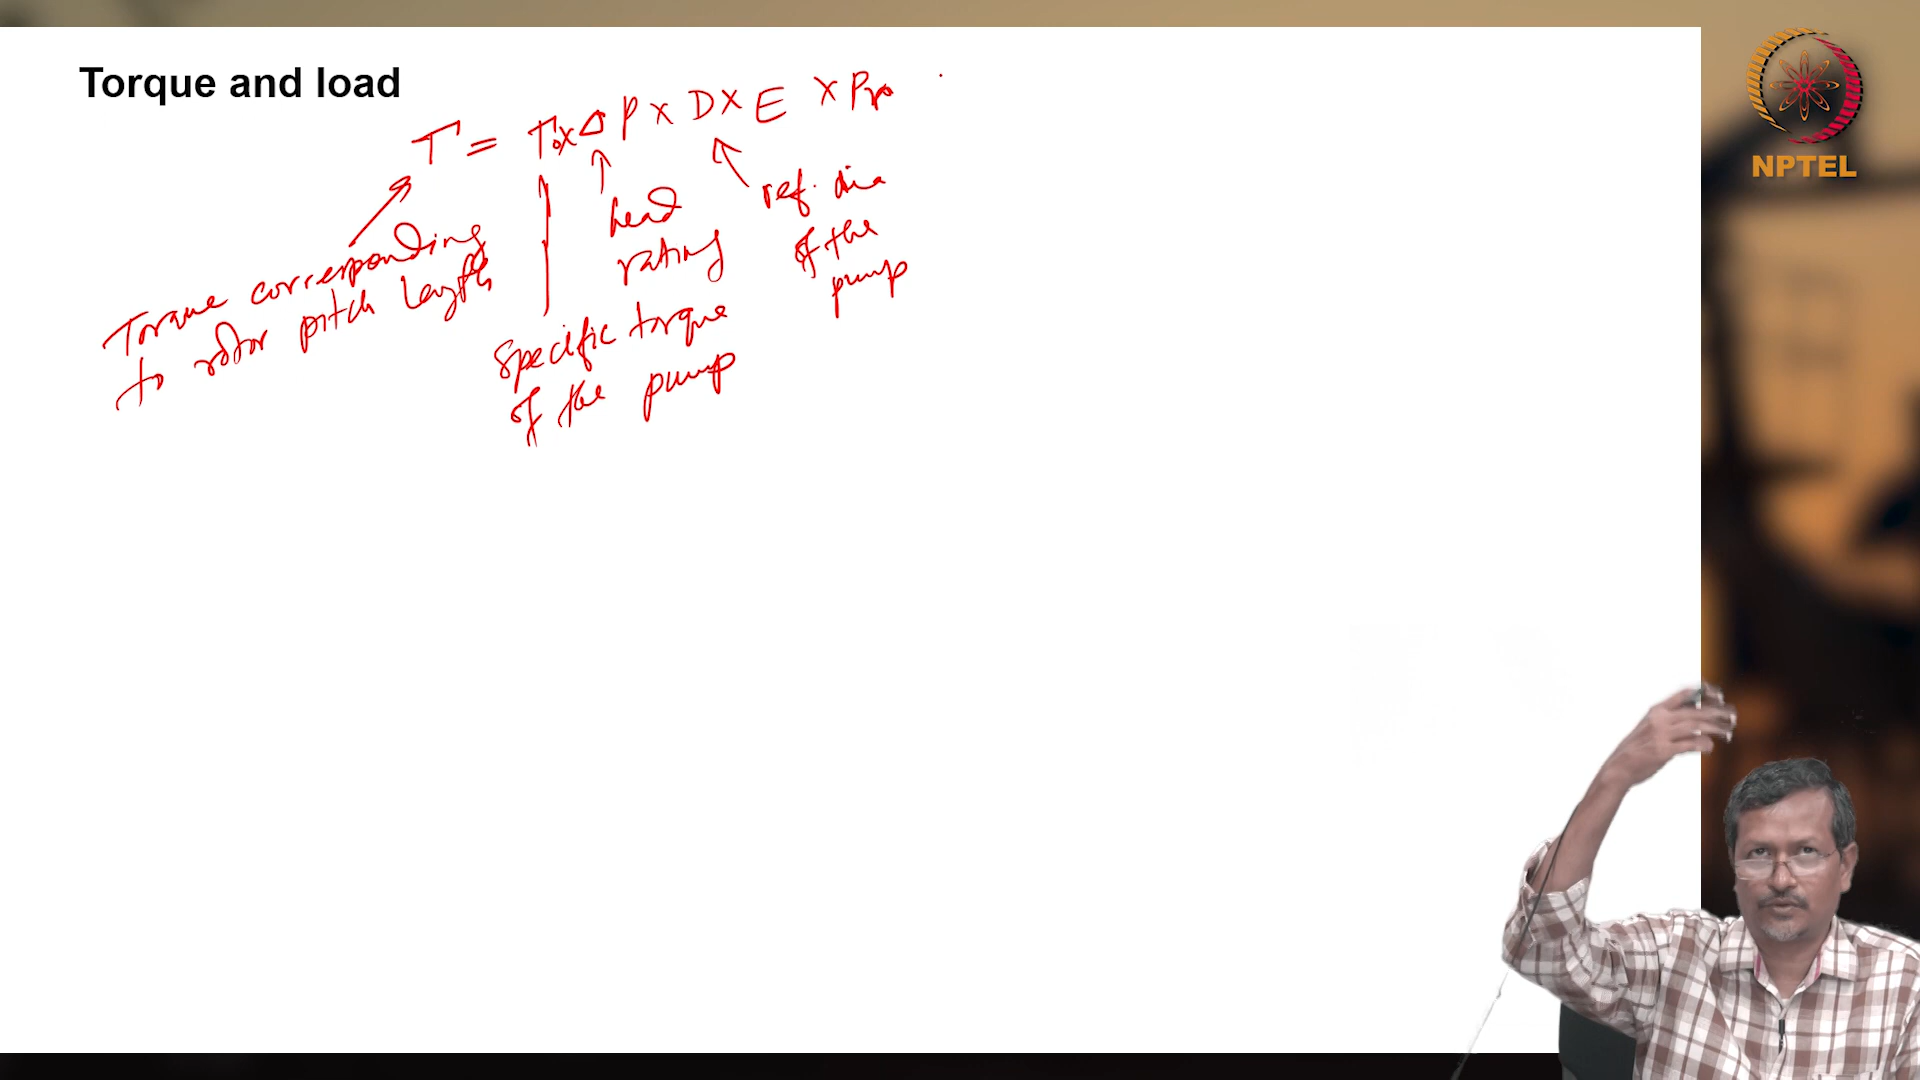 Torque and load
T = T₀ × Δ P × D × E × Pr
NPTEL
Torque corresponding
to rotor pitch length
head
rating
ref. dia
of the
pump
specific torque
of the pump